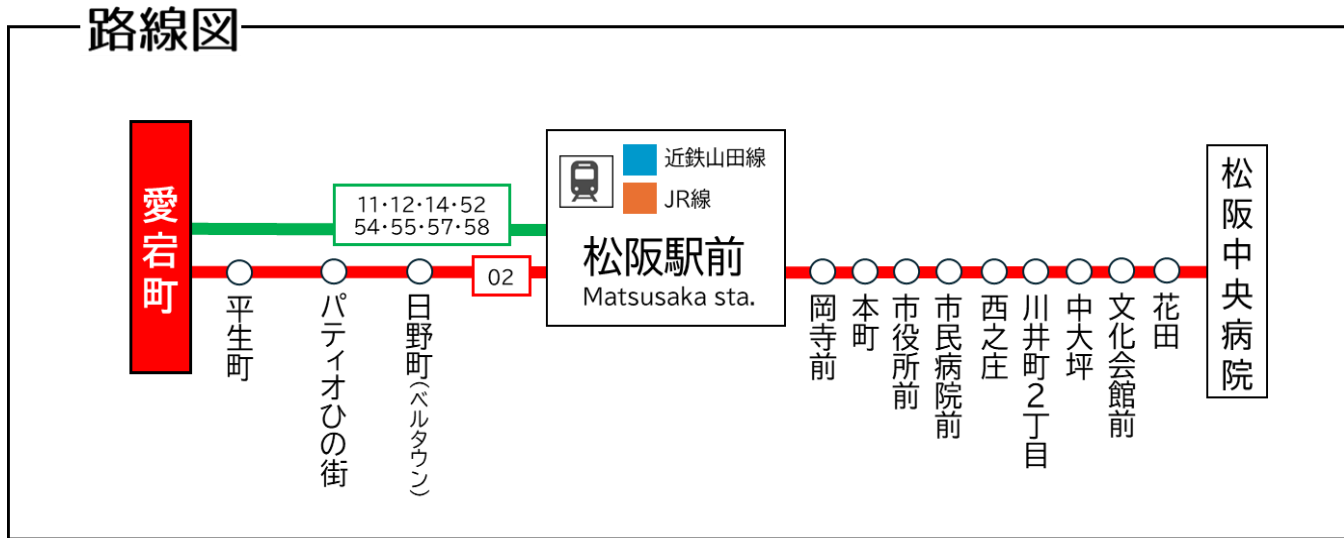 路線図
愛宕町
11・12・14・52
54・55・57・58
02
平生町
パティオひの街
日野町(ベルタウン)
近鉄山田線
JR線
松阪駅前
Matsusaka sta.
岡寺前
本町
市役所前
市民病院前
西之庄
川井町2丁目
中大坪
文化会館前
花田
松阪中央病院